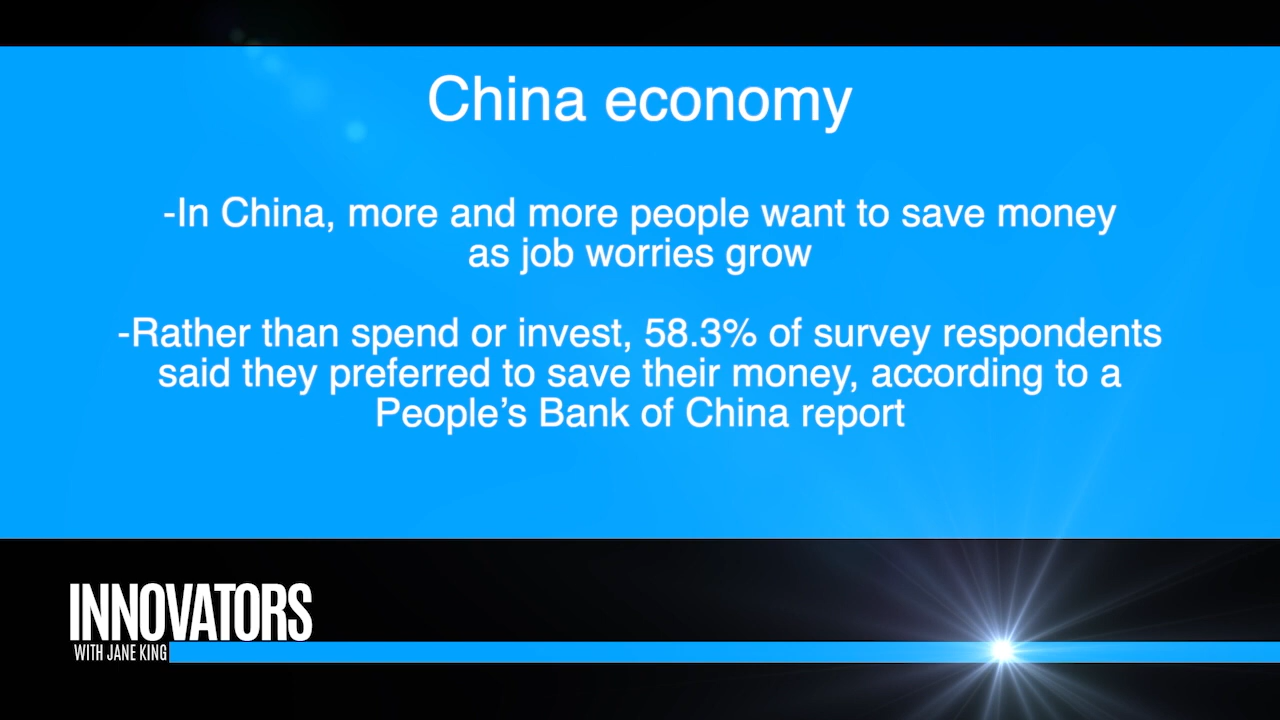 China economy
-In China, more and more people want to save money
as job worries grow
-Rather than spend or invest, 58.3% of survey respondents
said they preferred to save their money, according to a
People’s Bank of China report
INNOVATORS
WITH JANE KING